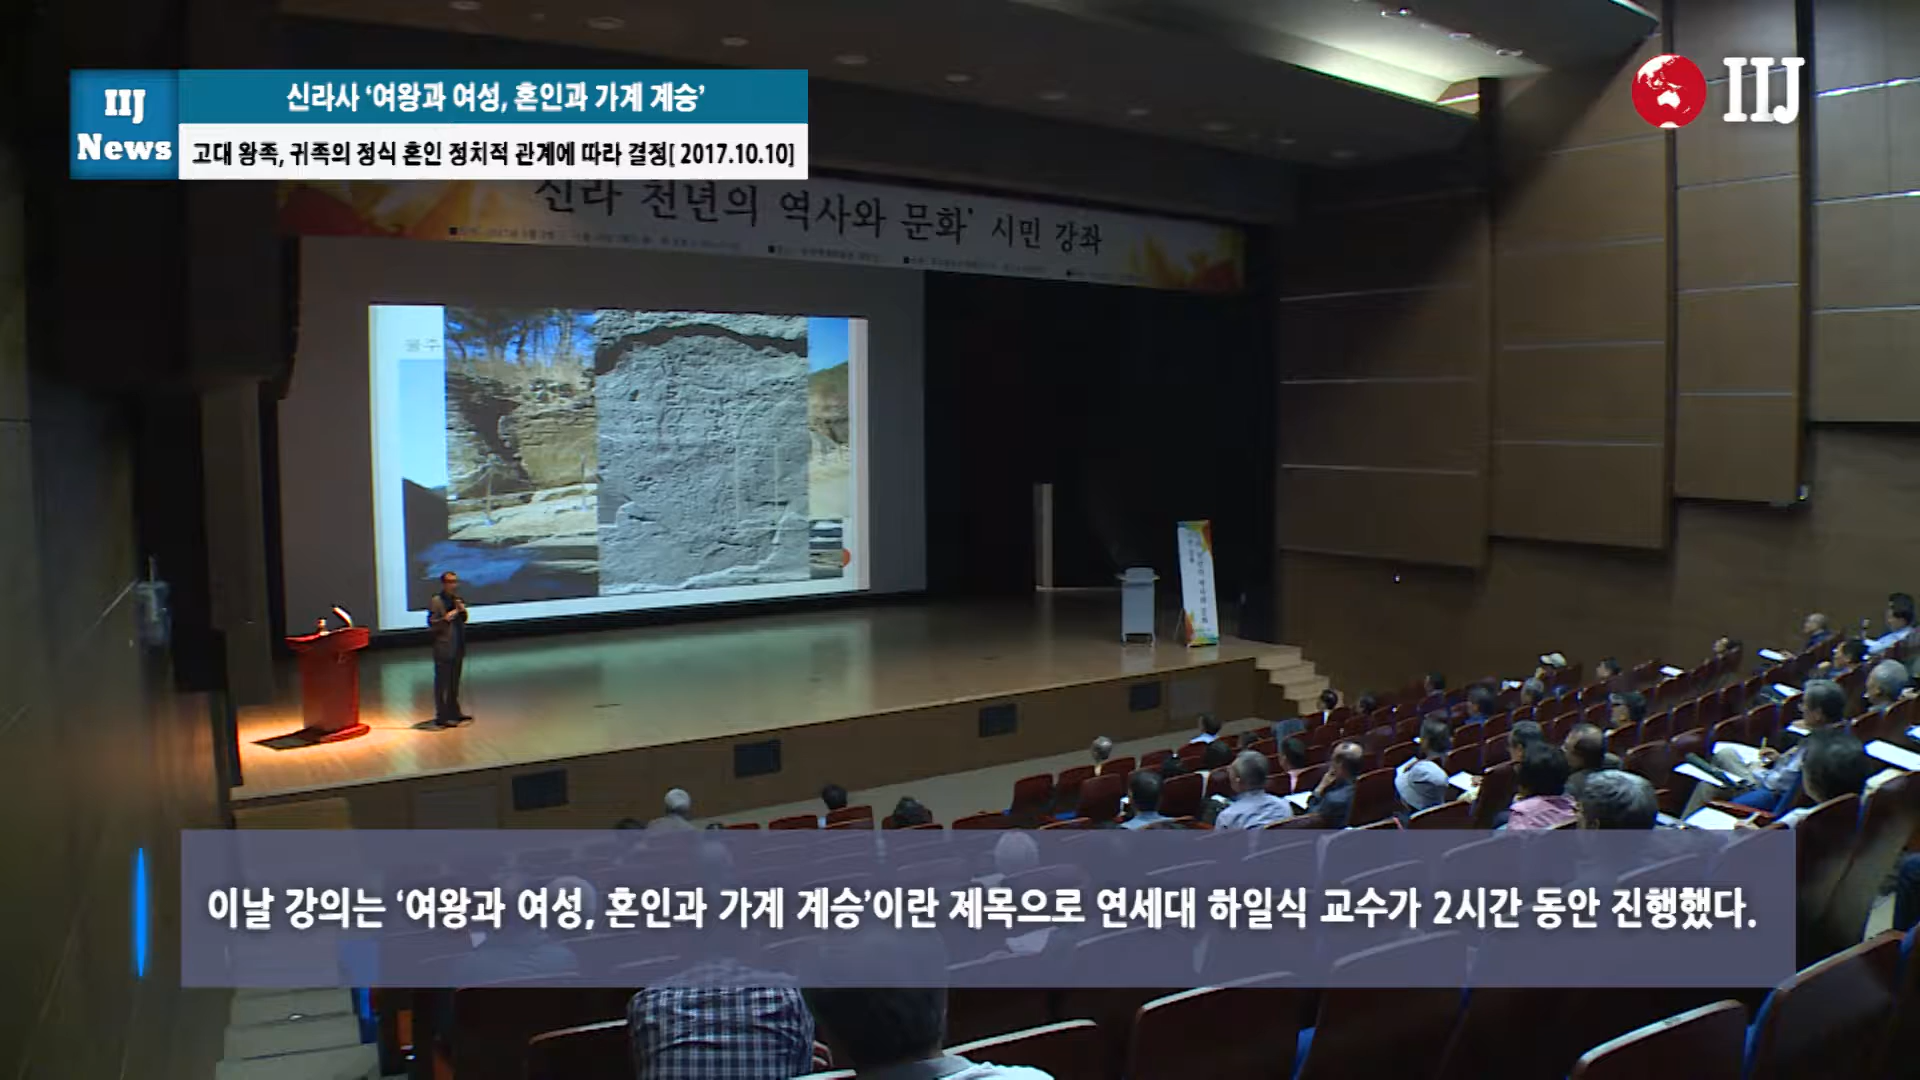 IIJ
News
신라사 ‘여왕과 여성, 혼인과 가계 계승’
고대 왕족, 귀족의 정식 혼인 정치적 관계에 따라 결정[ 2017.10.10]
IIJ
신라 천년의 역사와 문화’ 시민 강좌
울주
이날 강의는 ‘여왕과 여성, 혼인과 가계 계승’이란 제목으로 연세대 하일식 교수가 2시간 동안 진행했다.